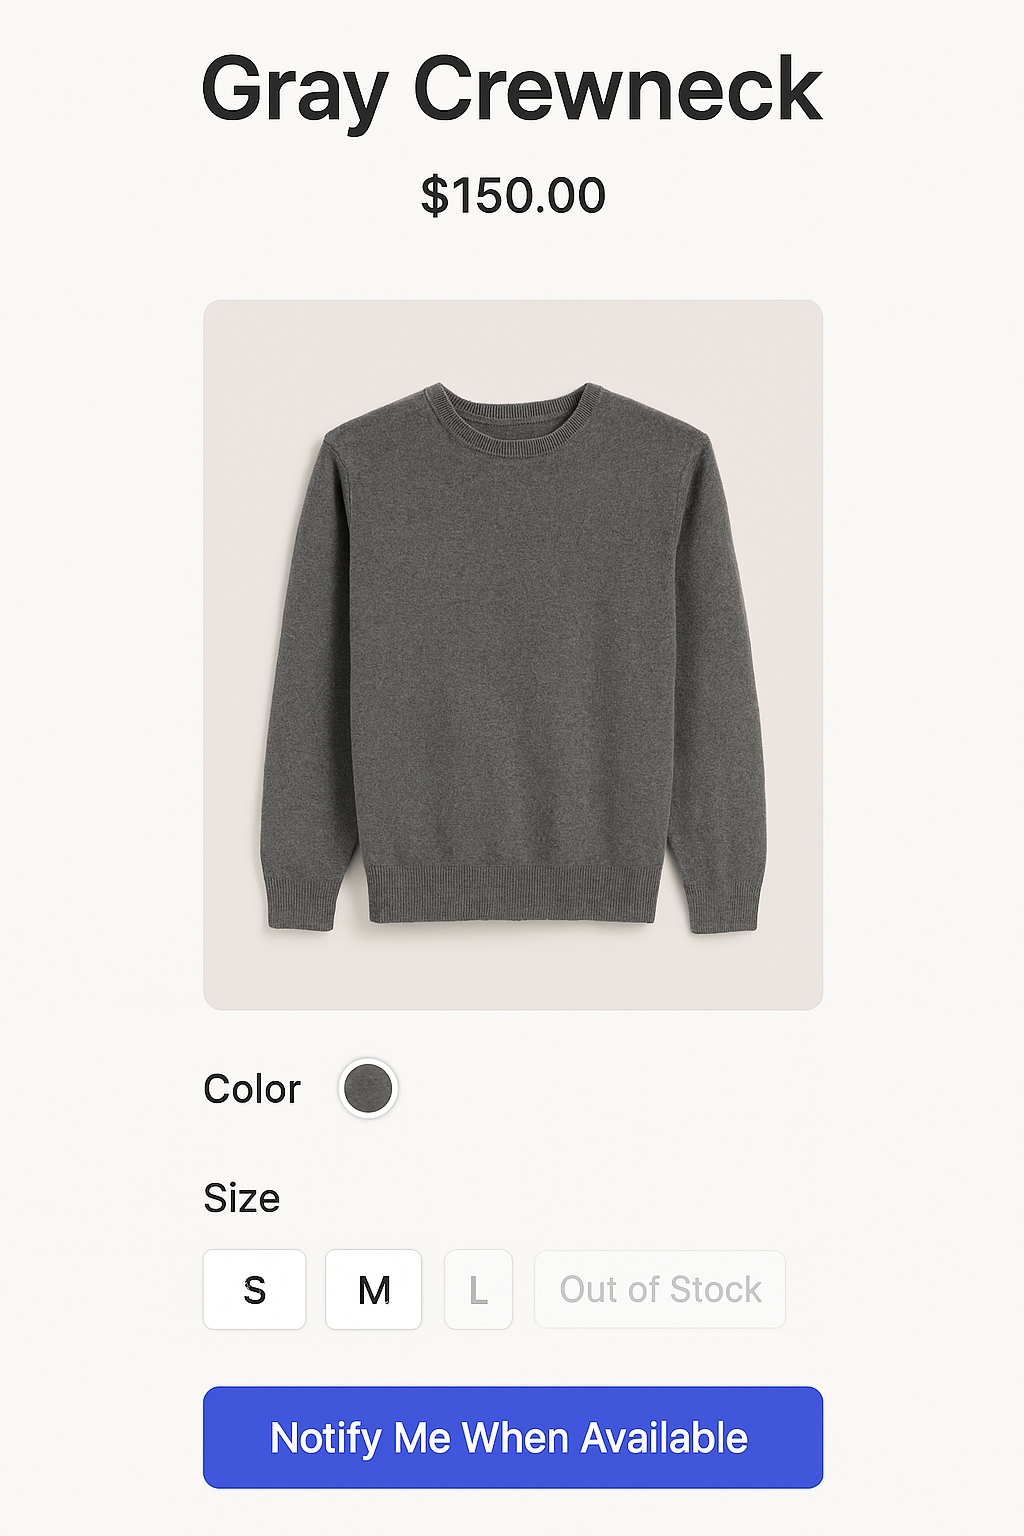 Gray Crewneck
$150.00
Color
Size
S M L Out of Stock
Notify Me When Available